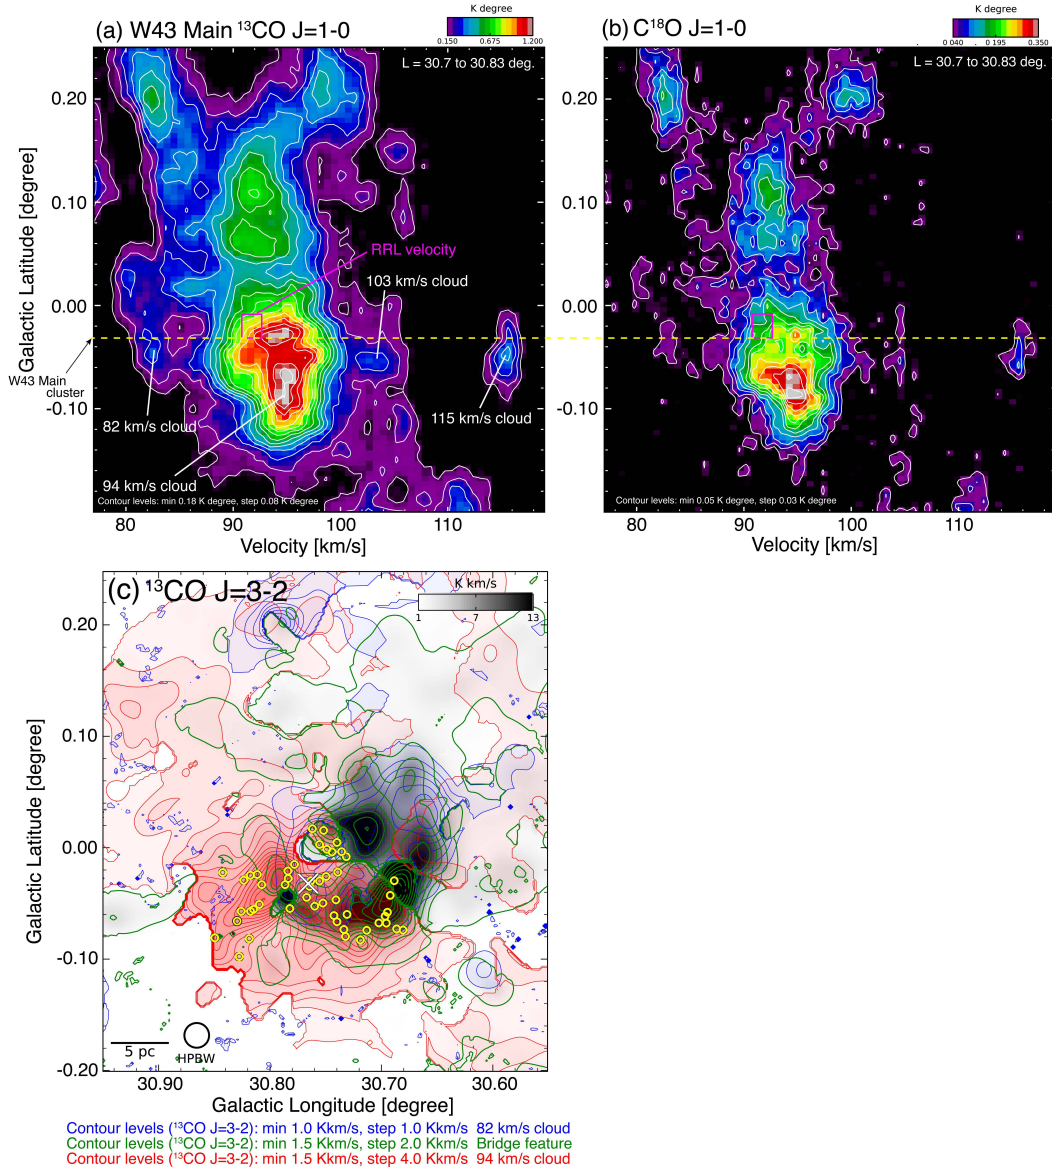 K degree
(a) W43 Main ¹³CO J=1-0
0.150 0.675 1.200
L = 30.7 to 30.83 deg.
K degree
(b) C¹⁸O J=1-0
0.040 0.195 0.350
L = 30.7 to 30.83 deg.
0.20
0.10
0.00
-0.10
Galactic Latitude [degree]
RRL velocity
103 km/s cloud
W43 Main
cluster
82 km/s cloud
115 km/s cloud
94 km/s cloud
Contour levels: min 0.18 K degree, step 0.08 K degree
80 90 100 110
Velocity [km/s]
0.20
0.10
0.00
-0.10
Contour levels: min 0.05 K degree, step 0.03 K degree
80 90 100 110
Velocity [km/s]
(c) ¹³CO J=3-2
K km/s
1 7 13
0.20
0.10
0.00
-0.10
-0.20
Galactic Latitude [degree]
5 pc
HPBW
30.90 30.80 30.70 30.60
Galactic Longitude [degree]
Contour levels (¹³CO J=3-2): min 1.0 Kkm/s, step 1.0 Kkm/s 82 km/s cloud
Contour levels (¹³CO J=3-2): min 1.5 Kkm/s, step 2.0 Kkm/s Bridge feature
Contour levels (¹³CO J=3-2): min 1.5 Kkm/s, step 4.0 Kkm/s 94 km/s cloud